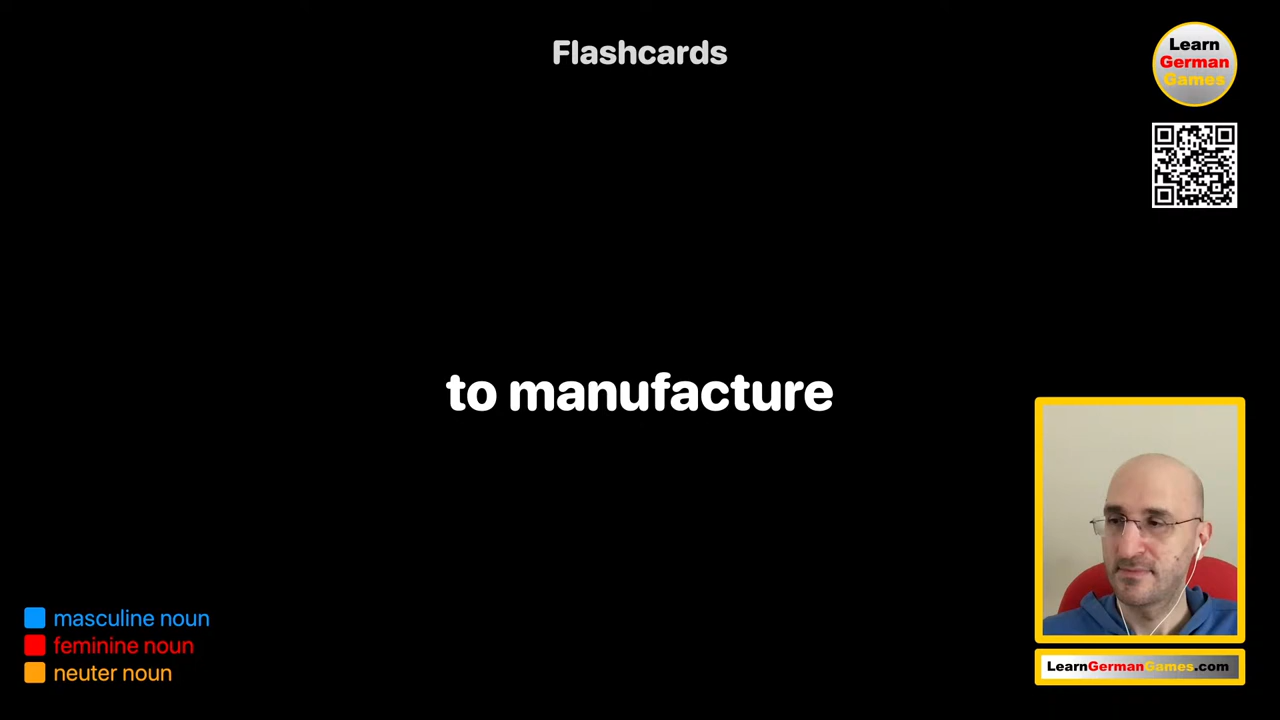 Flashcards
Learn
German
Games
to manufacture
masculine noun
feminine noun
neuter noun
LearnGermanGames.com